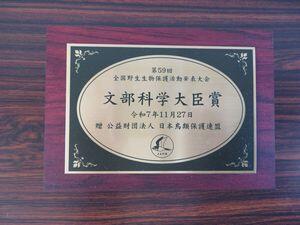 第59回
全国野生生物保護活動発表大会
文部科学大臣賞
令和7年11月27日
贈 公益財団法人 日本鳥類保護連盟